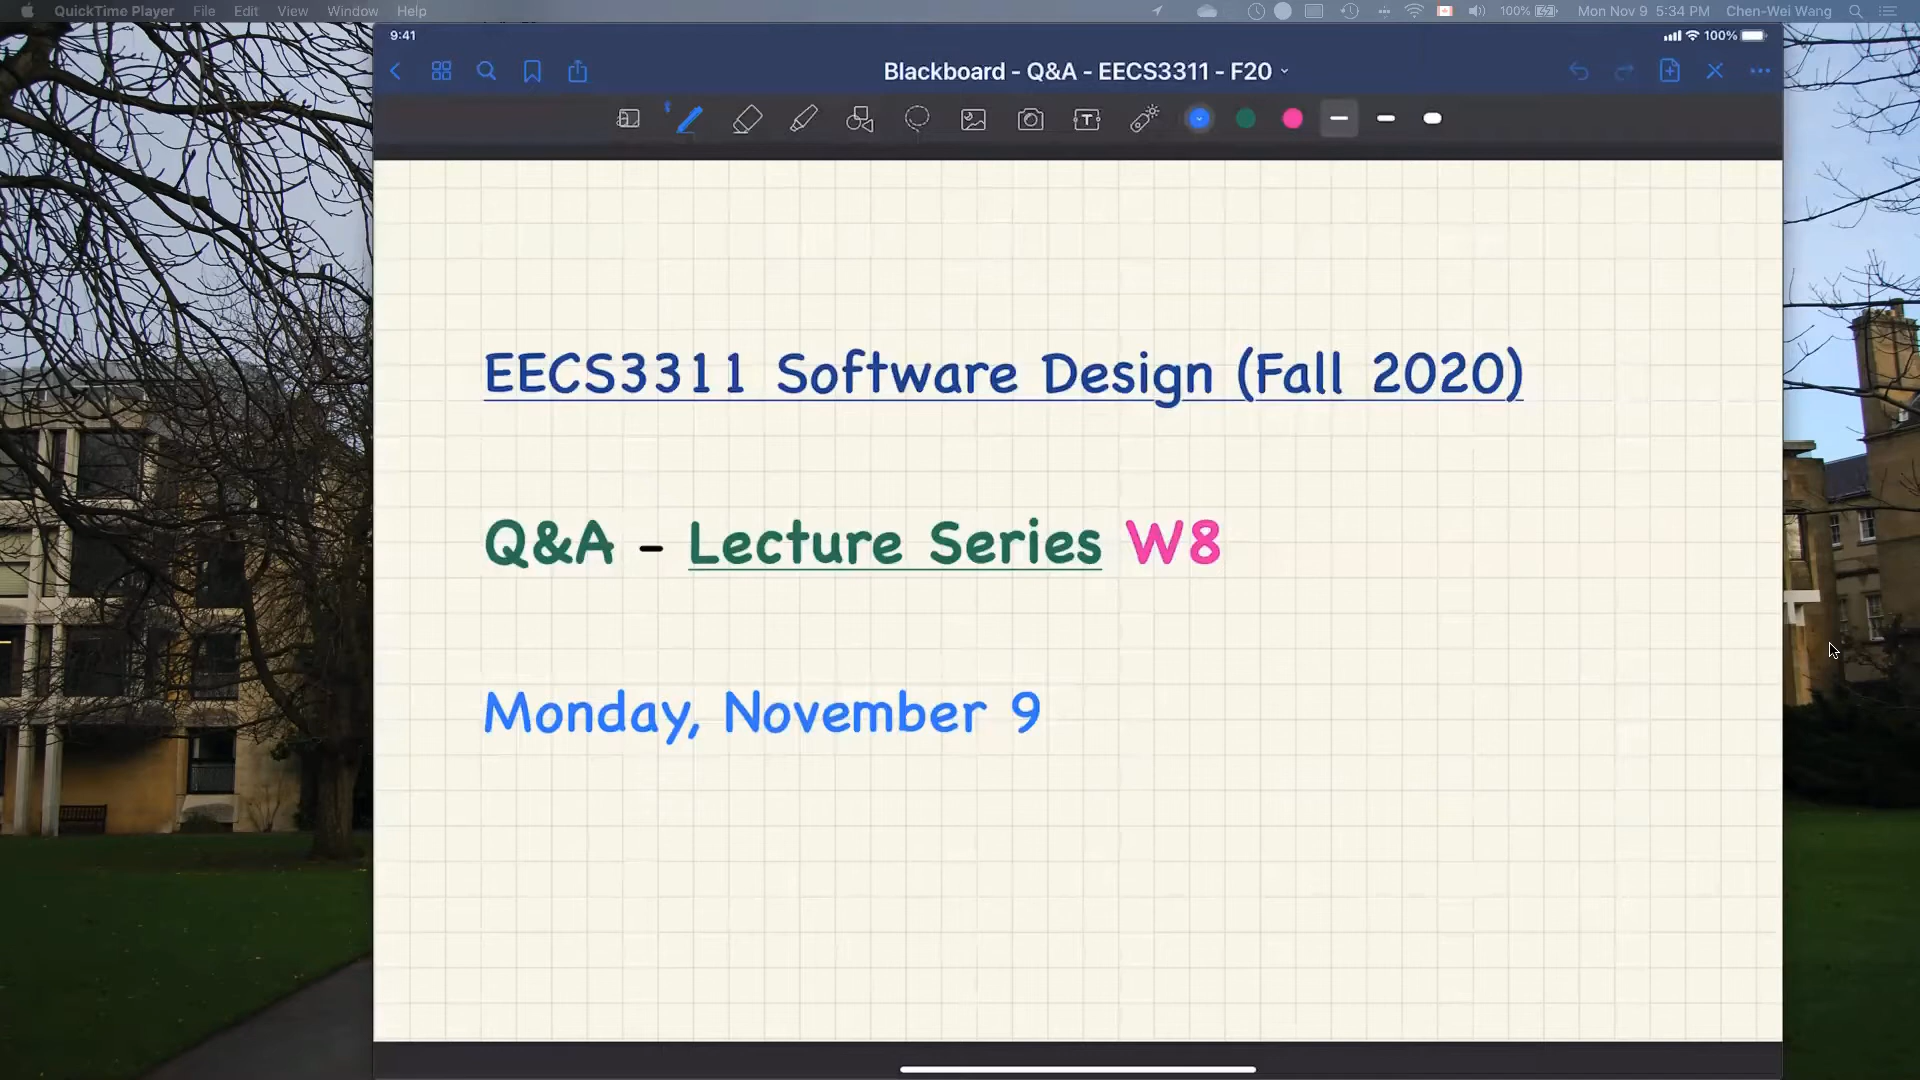 QuickTime Player File Edit View Window Help 100% Mon Nov 9 5:34 PM Chen-Wei Wang
9:41 100%
Blackboard - Q&A - EECS3311 - F20
T
EECS3311 Software Design (Fall 2020)
Q&A - Lecture Series W8
Monday, November 9